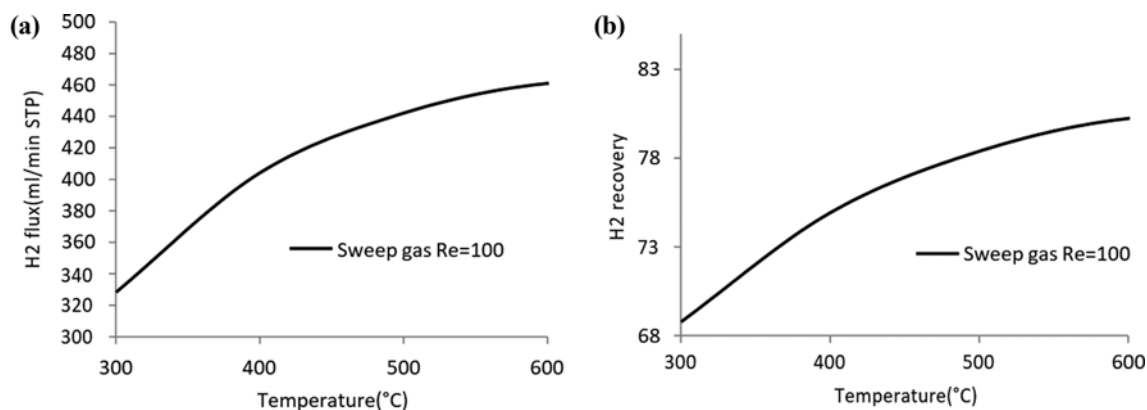 (a)
500
480
460
440
420
400
380
360
340
320
300
H2 flux(ml/min STP)
Sweep gas Re=100
300 400 500 600
Temperature(°C)
(b)
83
78
73
68
H2 recovery
Sweep gas Re=100
300 400 500 600
Temperature(°C)